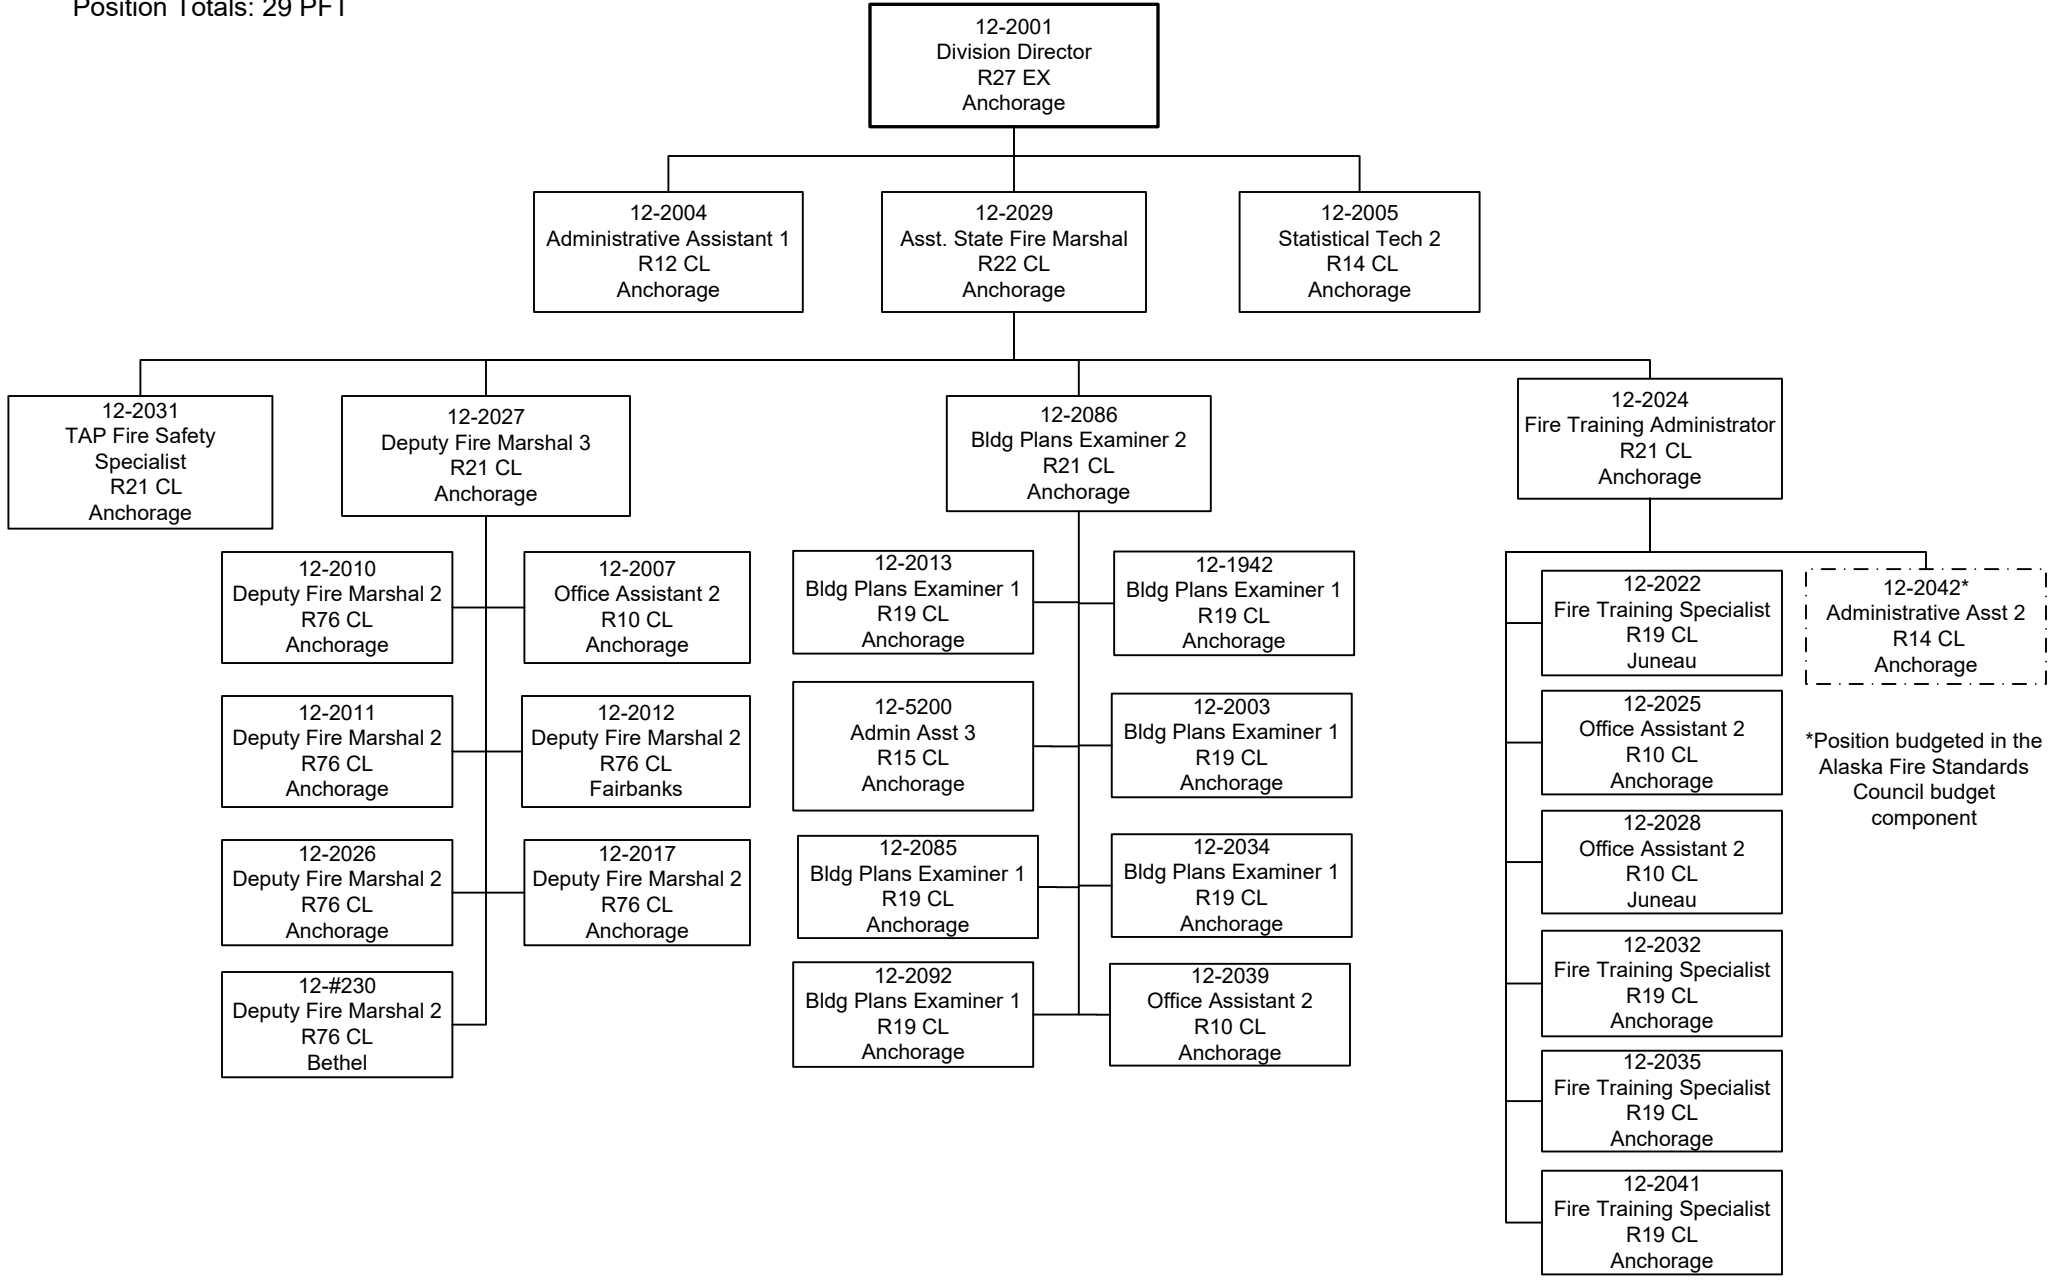 Position Totals: 29 PFT
12-2001
Division Director
R27 EX
Anchorage
12-2004
Administrative Assistant 1
R12 CL
Anchorage
12-2029
Asst. State Fire Marshal
R22 CL
Anchorage
12-2005
Statistical Tech 2
R14 CL
Anchorage
12-2031
TAP Fire Safety
Specialist
R21 CL
Anchorage
12-2027
Deputy Fire Marshal 3
R21 CL
Anchorage
12-2086
Bldg Plans Examiner 2
R21 CL
Anchorage
12-2024
Fire Training Administrator
R21 CL
Anchorage
12-2010
Deputy Fire Marshal 2
R76 CL
Anchorage
12-2007
Office Assistant 2
R10 CL
Anchorage
12-2011
Deputy Fire Marshal 2
R76 CL
Anchorage
12-2012
Deputy Fire Marshal 2
R76 CL
Fairbanks
12-2026
Deputy Fire Marshal 2
R76 CL
Anchorage
12-2017
Deputy Fire Marshal 2
R76 CL
Anchorage
12-#230
Deputy Fire Marshal 2
R76 CL
Bethel
12-2013
Bldg Plans Examiner 1
R19 CL
Anchorage
12-1942
Bldg Plans Examiner 1
R19 CL
Anchorage
12-5200
Admin Asst 3
R15 CL
Anchorage
12-2003
Bldg Plans Examiner 1
R19 CL
Anchorage
12-2085
Bldg Plans Examiner 1
R19 CL
Anchorage
12-2034
Bldg Plans Examiner 1
R19 CL
Anchorage
12-2092
Bldg Plans Examiner 1
R19 CL
Anchorage
12-2039
Office Assistant 2
R10 CL
Anchorage
12-2022
Fire Training Specialist
R19 CL
Juneau
12-2025
Office Assistant 2
R10 CL
Anchorage
12-2028
Office Assistant 2
R10 CL
Juneau
12-2032
Fire Training Specialist
R19 CL
Anchorage
12-2035
Fire Training Specialist
R19 CL
Anchorage
12-2041
Fire Training Specialist
R19 CL
Anchorage
12-2042*
Administrative Asst 2
R14 CL
Anchorage
*Position budgeted in the
Alaska Fire Standards
Council budget
component